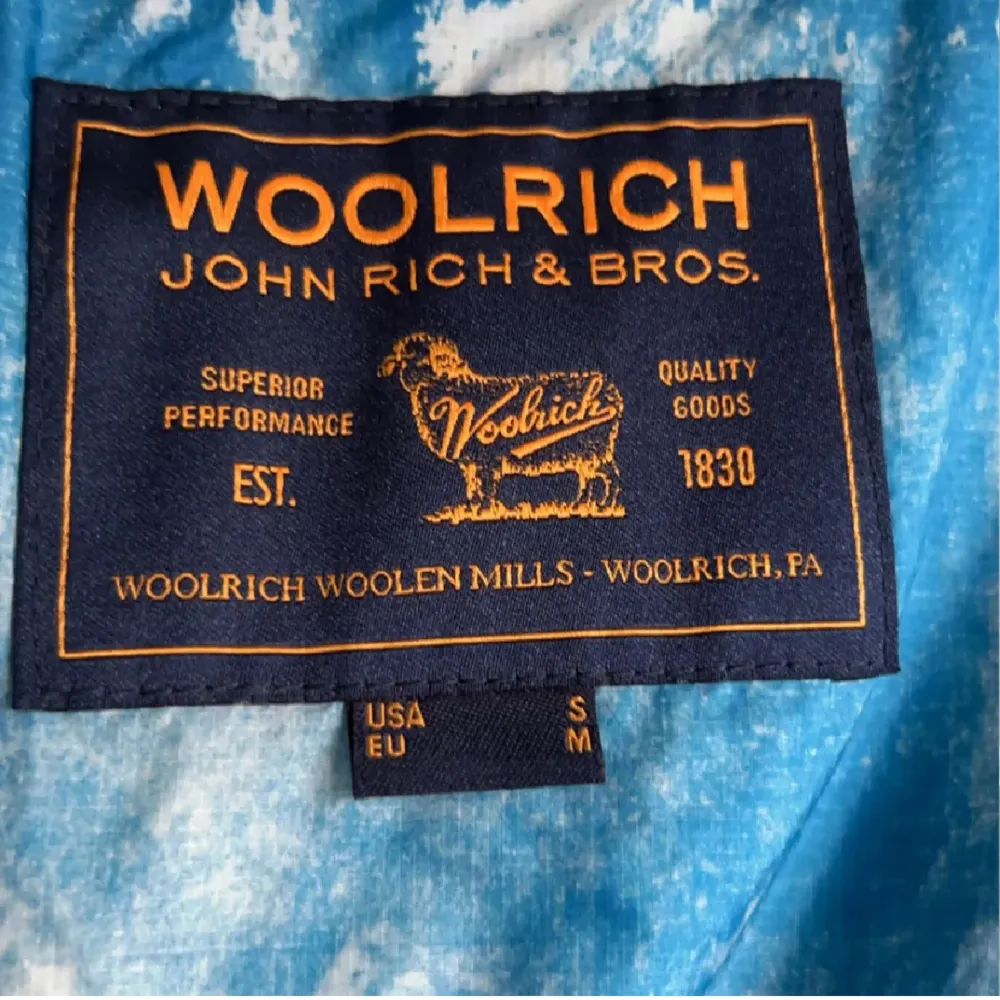 WOOLRICH
JOHN RICH & BROS.
SUPERIOR
PERFORMANCE
EST.
Woolrich
QUALITY
GOODS
1830
WOOLRICH WOOLEN MILLS - WOOLRICH, PA
USA S
EU M